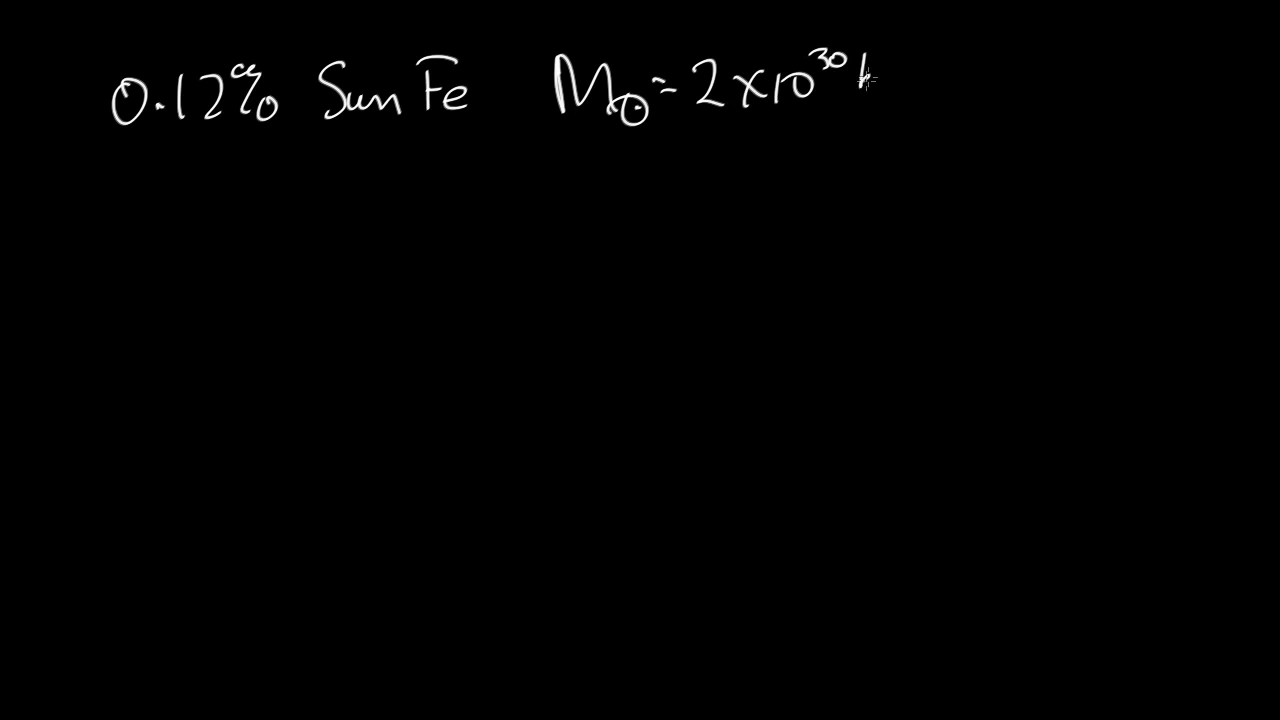 0.12% Sun Fe M☉ = 2 x 10³⁰